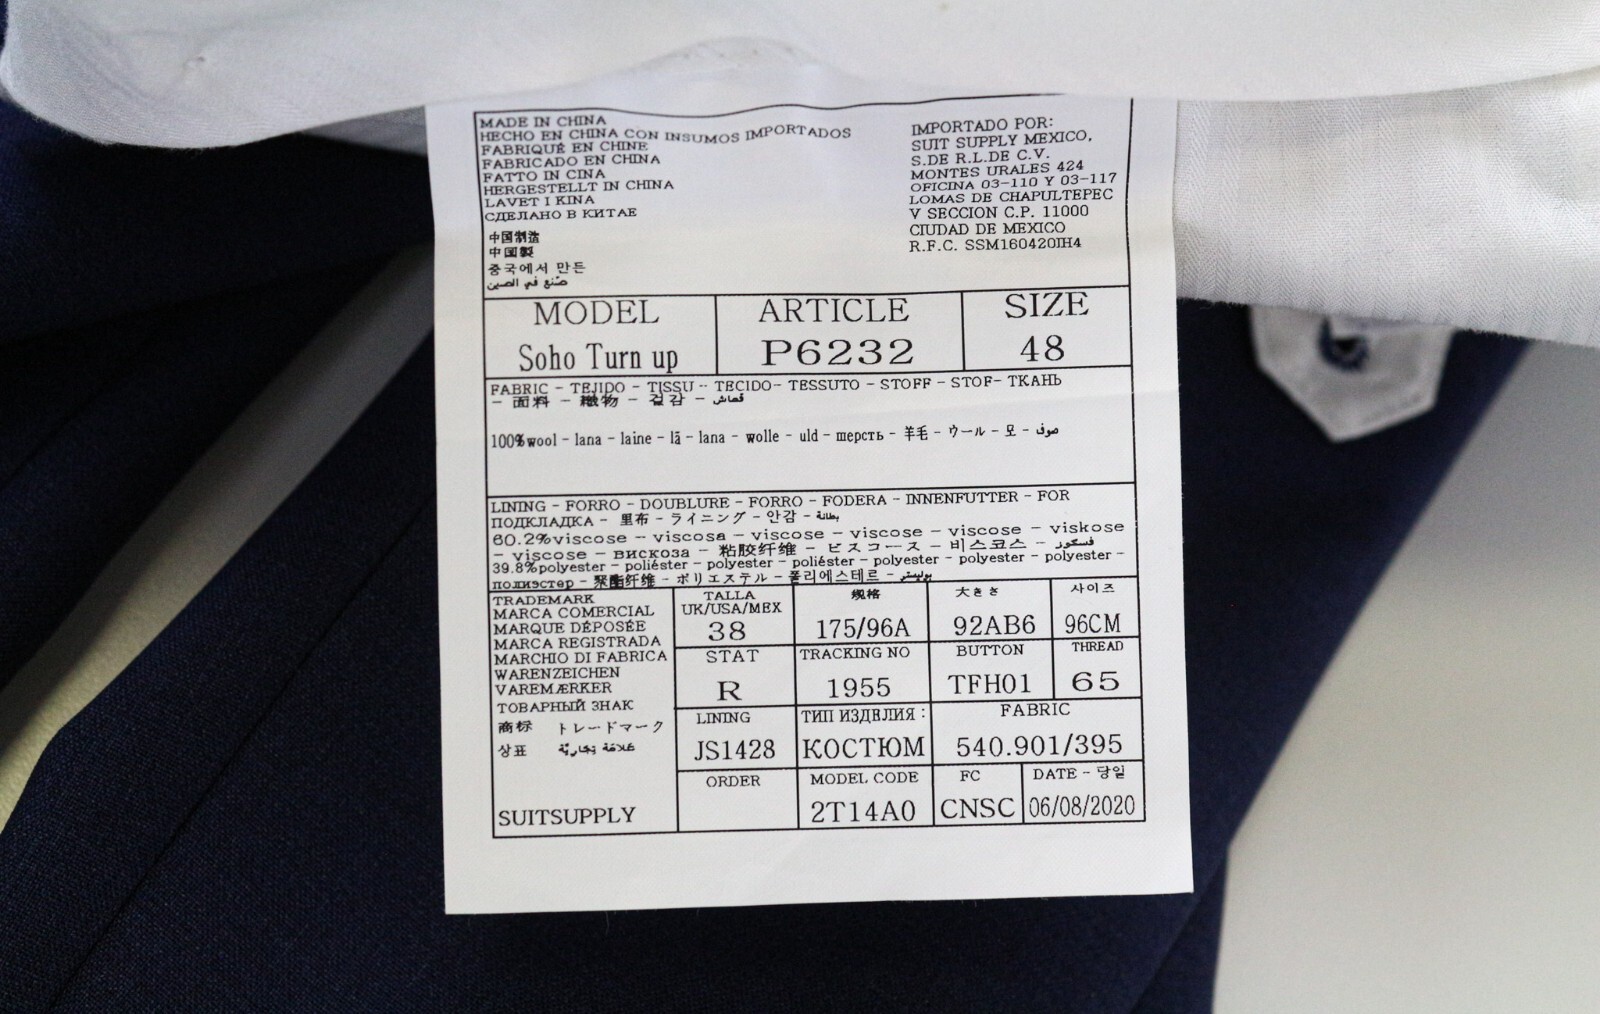 MADE IN CHINA
HECHO EN CHINA CON INSUMOS IMPORTADOS
FABRIQUÉ EN CHINE
FABRICADO EN CHINA
FATTO IN CINA
HERGESTELLT IN CHINA
LAVET I KINA
СДЕЛАНО В КИТАЕ
中国制造
中国製
중국에서 만든
صنع في الصين
IMPORTADO POR:
SUIT SUPPLY MEXICO,
S.DE R.L.DE C.V.
MONTES URALES 424
OFICINA 03-110 Y 03-117
LOMAS DE CHAPULTEPEC
V SECCION C.P. 11000
CIUDAD DE MEXICO
R.F.C. SSM160420IH4
MODEL ARTICLE SIZE
Soho Turn up P6232 48
FABRIC - TEJIDO - TISSU - TECIDO- TESSUTO - STOFF - STOF- ТКАНЬ
- 面料 - 織物 - 겉감 - قماش
100%wool - lana - laine - lã - lana - wolle - uld - шерсть - 羊毛 - ウール - 모 - صوف
LINING - FORRO - DOUBLURE - FORRO - FODERA - INNENFUTTER - FOR
ПОДКЛАДКА - 里布 - ライニング - 안감 - بطانة
60.2%viscose - viscosa - viscose - viscose - viscose - viskose
- viscose - вискоза - 粘胶纤维 - ビスコース - 비스코스 - فسكوز
39.8%polyester - poliéster - polyester - poliéster - polyester - polyester -
полиэстер - 聚酯纤维 - ポリエステル - 폴리에스테르 - بوليستر
TRADEMARK
MARCA COMERCIAL
MARQUE DÉPOSÉE
MARCA REGISTRADA
MARCHIO DI FABRICA
WARENZEICHEN
VAREMÆRKER
ТОВАРНЫЙ ЗНАК
商标 トレードマーク
상표 علامة تجارية
SUITSUPPLY
TALLA 规格 大きさ 사이즈
UK/USA/MEX
38 175/96A 92AB6 96CM
STAT TRACKING NO BUTTON THREAD
R 1955 TFH01 65
LINING ТИП ИЗДЕЛИЯ: FABRIC
JS1428 КОСТЮМ 540.901/395
ORDER MODEL CODE FC DATE - 당일
2T14A0 CNSC 06/08/2020